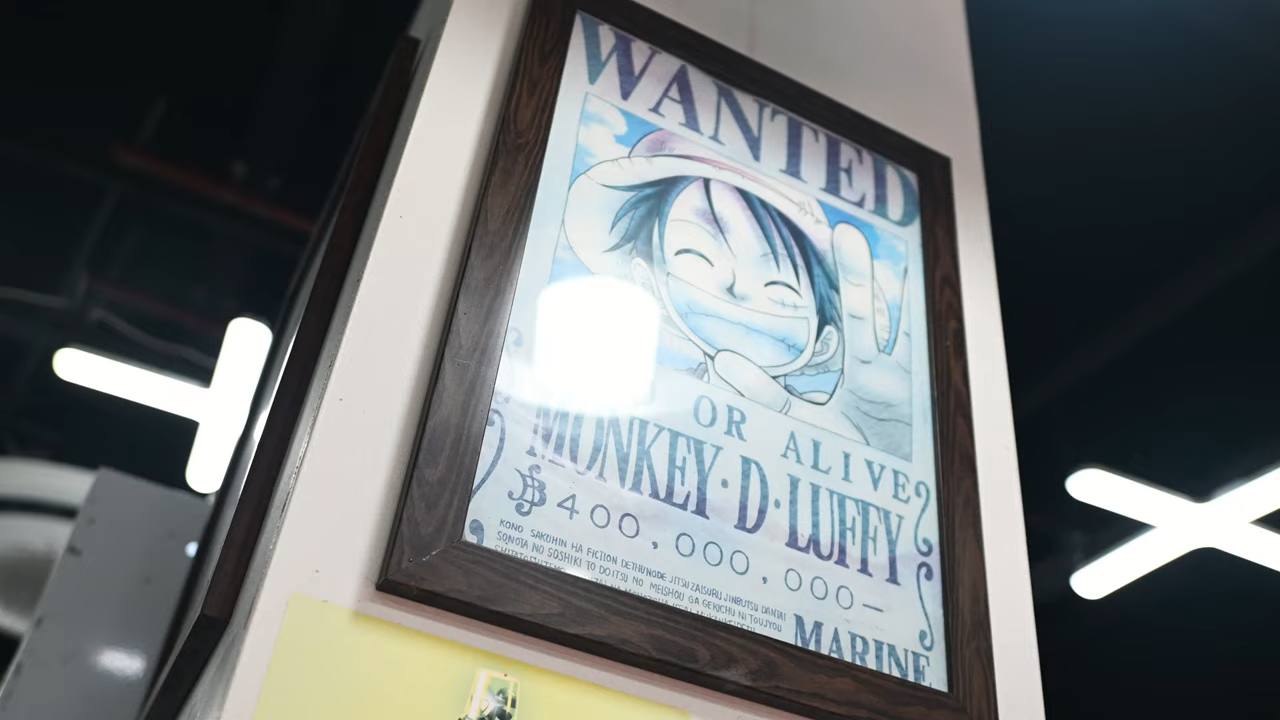 WANTED
OR ALIVE
MONKEY·D·LUFFY
฿400,000,000—
KONO SAKUHIN HA FICTION DETHUNODE JITSUZAISURU JINBUTSU DANTAI
SONOTA NO SOSHIKI TO DOITSU NO MEISHOU GA GEKICHU NI TOUJYOU
MARINE